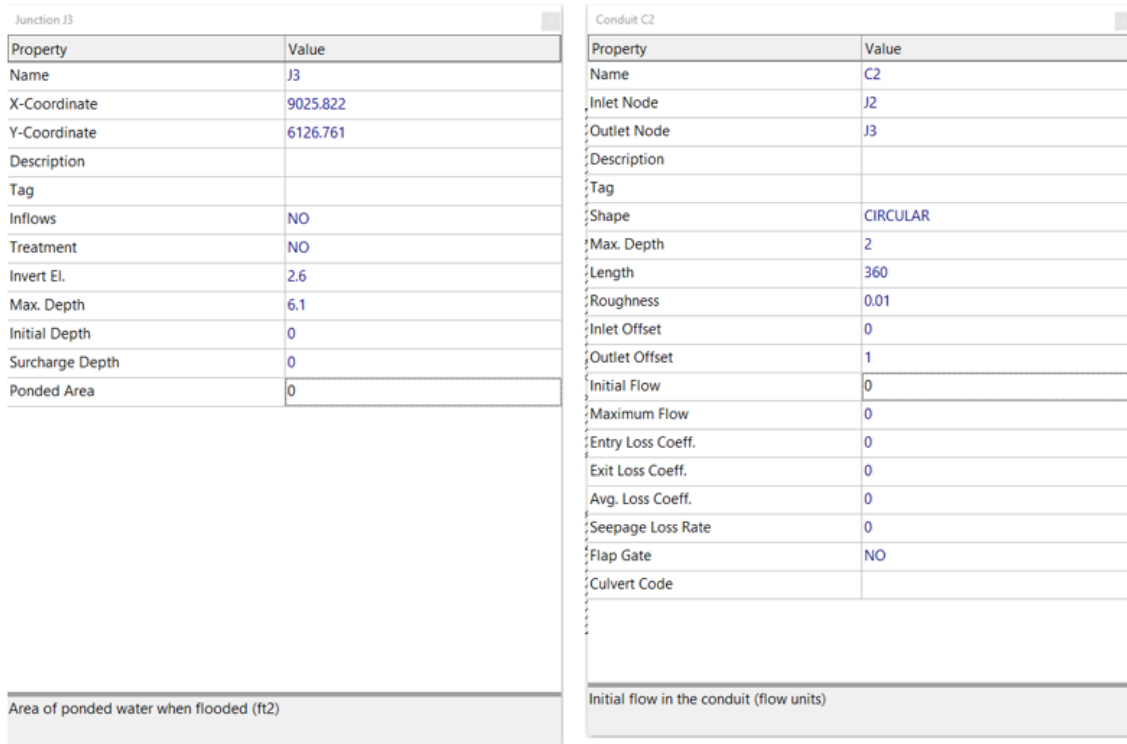 Junction J3
Property Value
Name J3
X-Coordinate 9025.822
Y-Coordinate 6126.761
Description
Tag
Inflows NO
Treatment NO
Invert El. 2.6
Max. Depth 6.1
Initial Depth 0
Surcharge Depth 0
Ponded Area 0
Area of ponded water when flooded (ft2)
Conduit C2
Property Value
Name C2
Inlet Node J2
Outlet Node J3
Description
Tag
Shape CIRCULAR
Max. Depth 2
Length 360
Roughness 0.01
Inlet Offset 0
Outlet Offset 1
Initial Flow 0
Maximum Flow 0
Entry Loss Coeff. 0
Exit Loss Coeff. 0
Avg. Loss Coeff. 0
Seepage Loss Rate 0
Flap Gate NO
Culvert Code
Initial flow in the conduit (flow units)